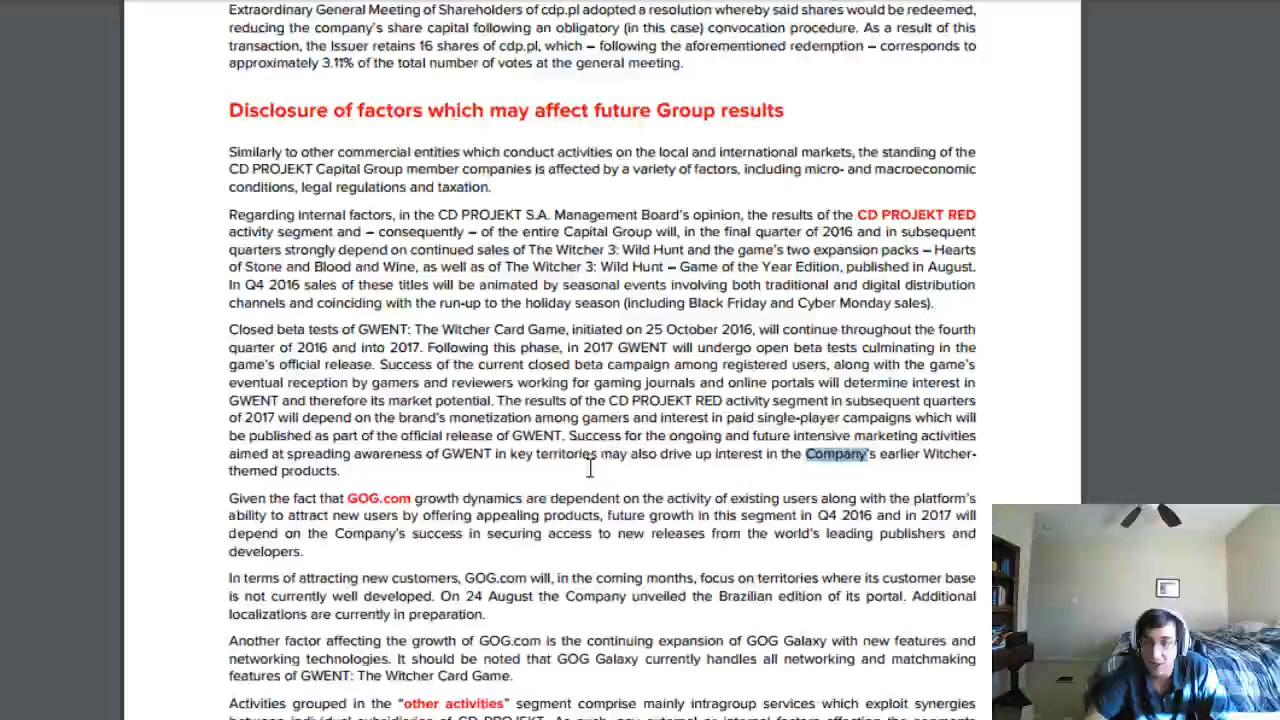 Extraordinary General Meeting of Shareholders of cdp.pl adopted a resolution whereby said shares would be redeemed,
reducing the company's share capital following an obligatory (in this case) convocation procedure. As a result of this
transaction, the Issuer retains 16 shares of cdp.pl, which – following the aforementioned redemption – corresponds to
approximately 3.11% of the total number of votes at the general meeting.
Disclosure of factors which may affect future Group results
Similarly to other commercial entities which conduct activities on the local and international markets, the standing of the
CD PROJEKT Capital Group member companies is affected by a variety of factors, including micro- and macroeconomic
conditions, legal regulations and taxation.
Regarding internal factors, in the CD PROJEKT S.A. Management Board's opinion, the results of the CD PROJEKT RED
activity segment and – consequently – of the entire Capital Group will, in the final quarter of 2016 and in subsequent
quarters strongly depend on continued sales of The Witcher 3: Wild Hunt and the game's two expansion packs – Hearts
of Stone and Blood and Wine, as well as of The Witcher 3: Wild Hunt – Game of the Year Edition, published in August.
In Q4 2016 sales of these titles will be animated by seasonal events involving both traditional and digital distribution
channels and coinciding with the run-up to the holiday season (including Black Friday and Cyber Monday sales).
Closed beta tests of GWENT: The Witcher Card Game, initiated on 25 October 2016, will continue throughout the fourth
quarter of 2016 and into 2017. Following this phase, in 2017 GWENT will undergo open beta tests culminating in the
game's official release. Success of the current closed beta campaign among registered users, along with the game's
eventual reception by gamers and reviewers working for gaming journals and online portals will determine interest in
GWENT and therefore its market potential. The results of the CD PROJEKT RED activity segment in subsequent quarters
of 2017 will depend on the brand's monetization among gamers and interest in paid single-player campaigns which will
be published as part of the official release of GWENT. Success for the ongoing and future intensive marketing activities
aimed at spreading awareness of GWENT in key territories may also drive up interest in the Company's earlier Witcher-
themed products.
Given the fact that GOG.com growth dynamics are dependent on the activity of existing users along with the platform's
ability to attract new users by offering appealing products, future growth in this segment in Q4 2016 and in 2017 will
depend on the Company's success in securing access to new releases from the world's leading publishers and
developers.
In terms of attracting new customers, GOG.com will, in the coming months, focus on territories where its customer base
is not currently well developed. On 24 August the Company unveiled the Brazilian edition of its portal. Additional
localizations are currently in preparation.
Another factor affecting the growth of GOG.com is the continuing expansion of GOG Galaxy with new features and
networking technologies. It should be noted that GOG Galaxy currently handles all networking and matchmaking
features of GWENT: The Witcher Card Game.
Activities grouped in the "other activities" segment comprise mainly intragroup services which exploit synergies